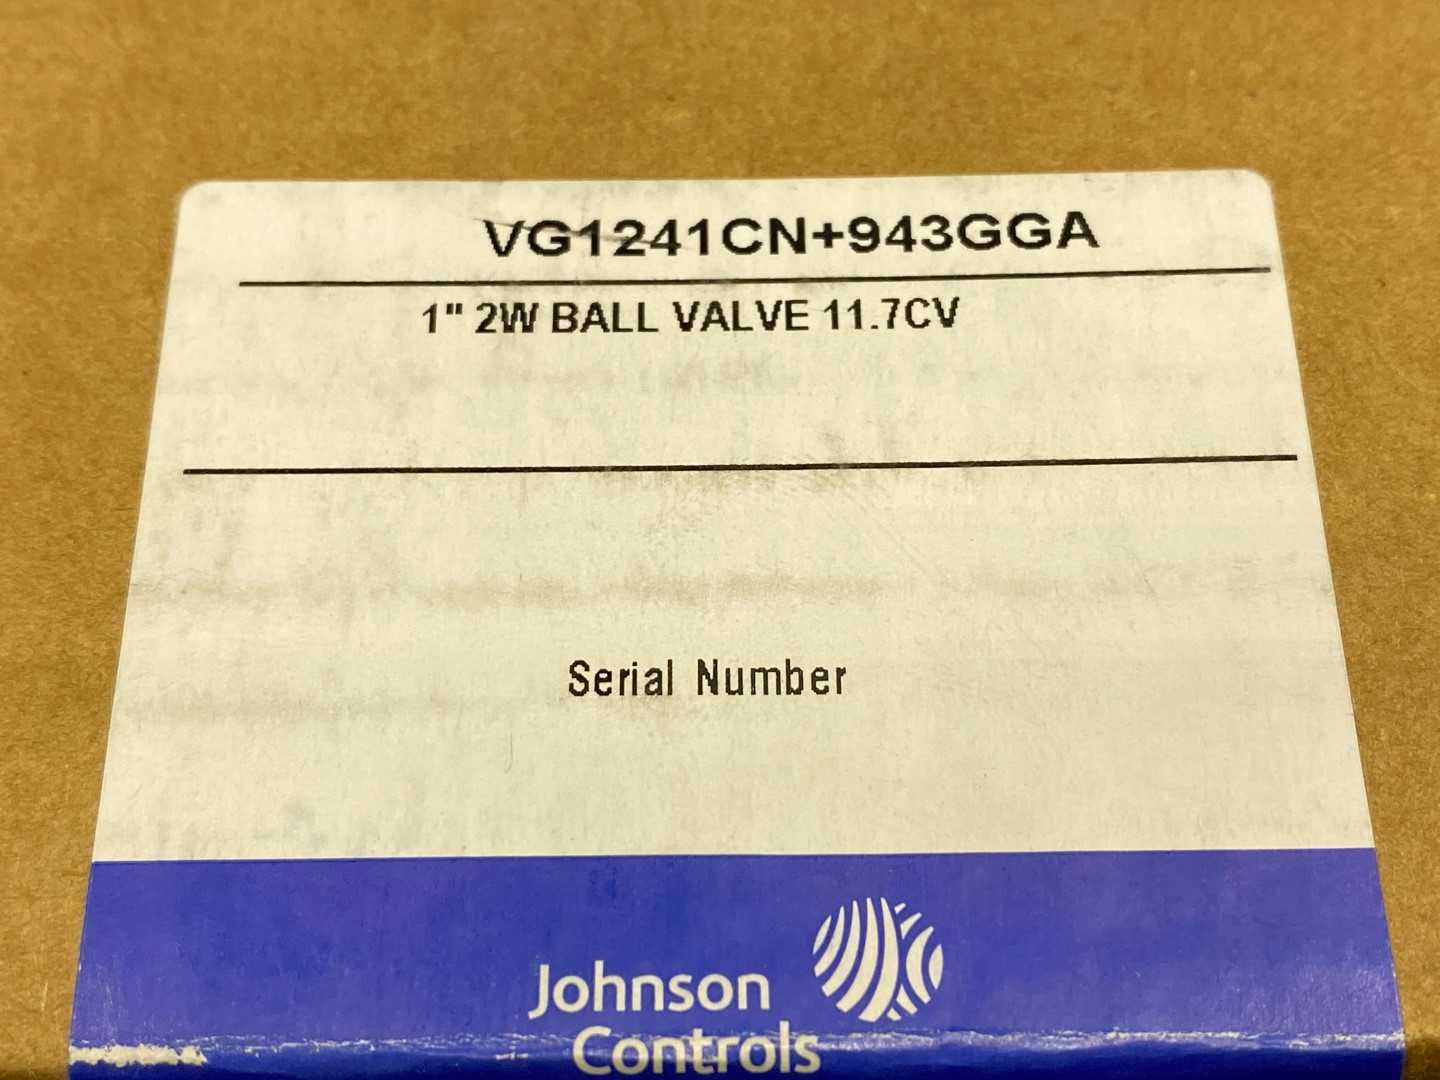 VG1241CN+943GGA
1" 2W BALL VALVE 11.7CV
Serial Number
Johnson
Controls